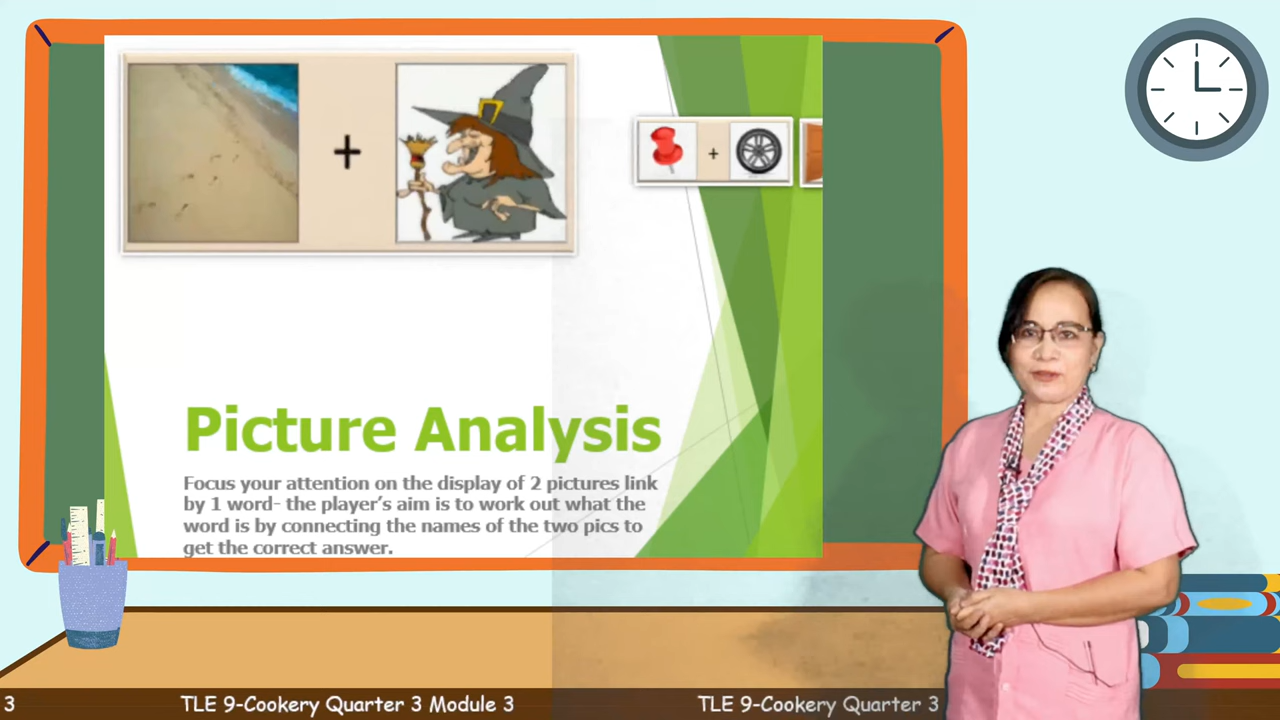 Picture Analysis
Focus your attention on the display of 2 pictures link
by 1 word- the player's aim is to work out what the
word is by connecting the names of the two pics to
get the correct answer.
3 TLE 9-Cookery Quarter 3 Module 3 TLE 9-Cookery Quarter 3